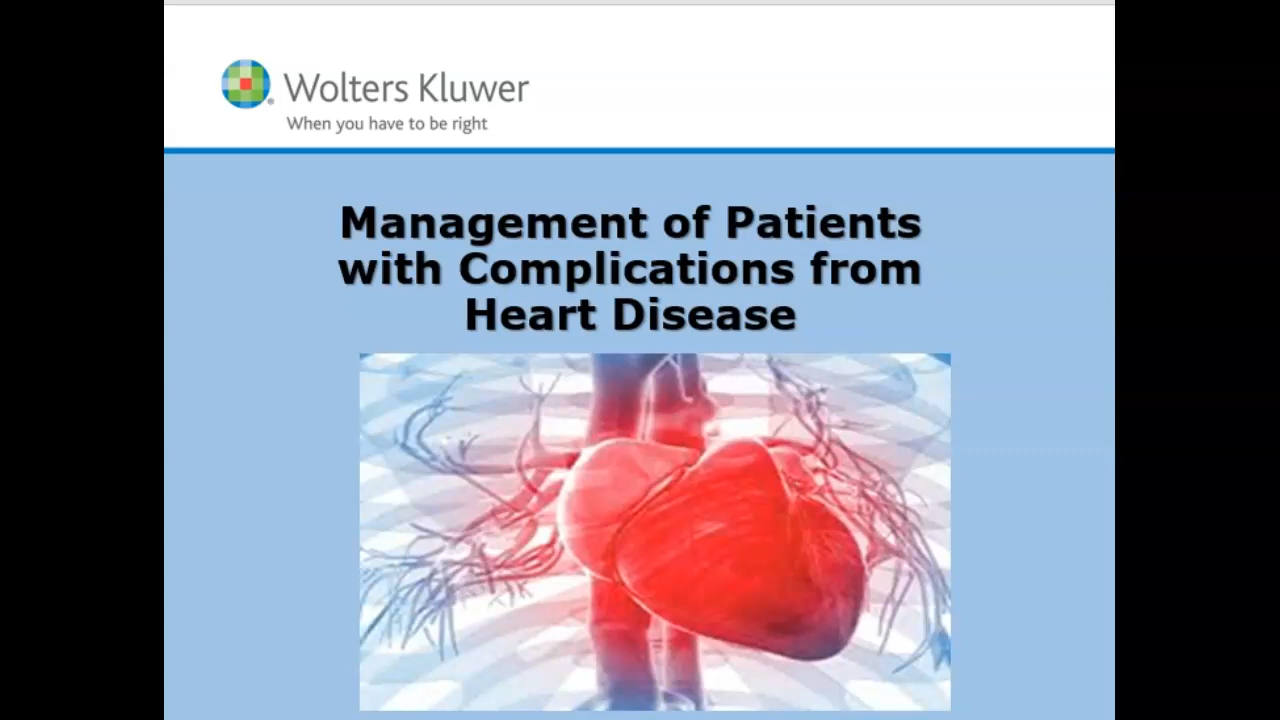 Wolters Kluwer
When you have to be right
Management of Patients
with Complications from
Heart Disease